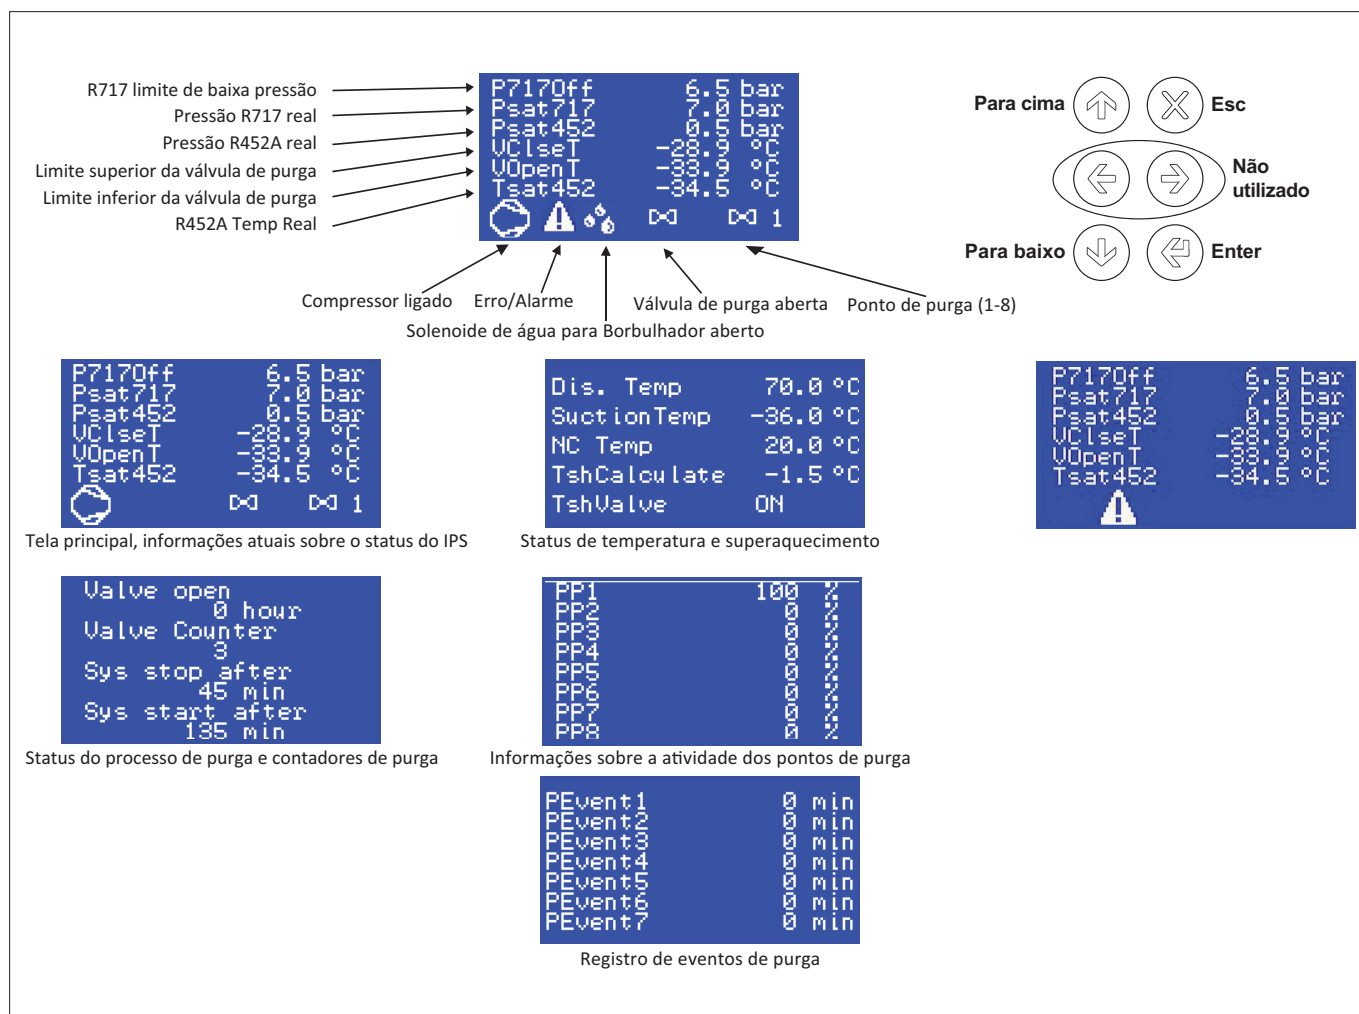 R717 limite de baixa pressão
Pressão R717 real
Pressão R452A real
Limite superior da válvula de purga
Limite inferior da válvula de purga
R452A Temp Real
P717Off 6.5 bar
Psat717 7.0 bar
Psat452 0.5 bar
VClseT -28.9 °C
VOpenT -33.9 °C
Tsat452 -34.5 °C
1
Compressor ligado
Erro/Alarme
Solenoide de água para Borbulhador aberto
Válvula de purga aberta
Ponto de purga (1-8)
Para cima
Esc
Não
utilizado
Para baixo
Enter
P717Off 6.5 bar
Psat717 7.0 bar
Psat452 0.5 bar
VClseT -28.9 °C
VOpenT -33.9 °C
Tsat452 -34.5 °C
1
Tela principal, informações atuais sobre o status do IPS
Dis. Temp 70.0 °C
SuctionTemp -36.0 °C
NC Temp 20.0 °C
TshCalculate -1.5 °C
TshValve ON
Status de temperatura e superaquecimento
P717Off 6.5 bar
Psat717 7.0 bar
Psat452 0.5 bar
VClseT -28.9 °C
VOpenT -33.9 °C
Tsat452 -34.5 °C
Valve open
0 hour
Valve Counter
3
Sys stop after
45 min
Sys start after
135 min
Status do processo de purga e contadores de purga
PP1 100 %
PP2 0 %
PP3 0 %
PP4 0 %
PP5 0 %
PP6 0 %
PP7 0 %
PP8 0 %
Informações sobre a atividade dos pontos de purga
PEvent1 0 min
PEvent2 0 min
PEvent3 0 min
PEvent4 0 min
PEvent5 0 min
PEvent6 0 min
PEvent7 0 min
Registro de eventos de purga